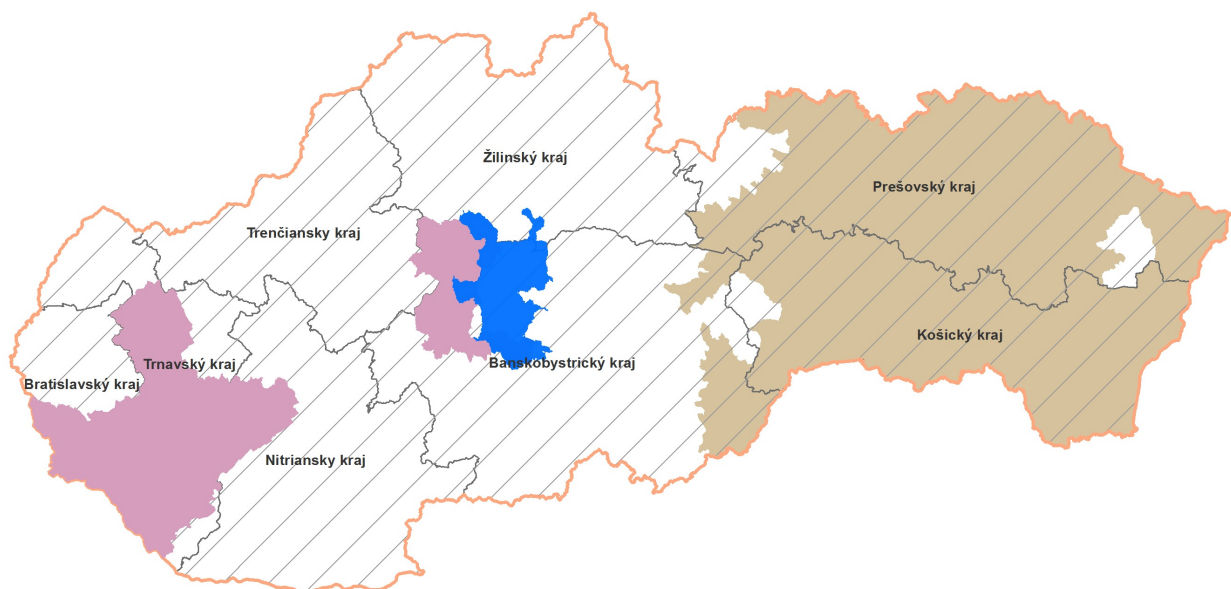 Žilinský kraj
Prešovský kraj
Trenčiansky kraj
Košický kraj
Banskobystrický kraj
Trnavský kraj
Bratislavský kraj
Nitriansky kraj